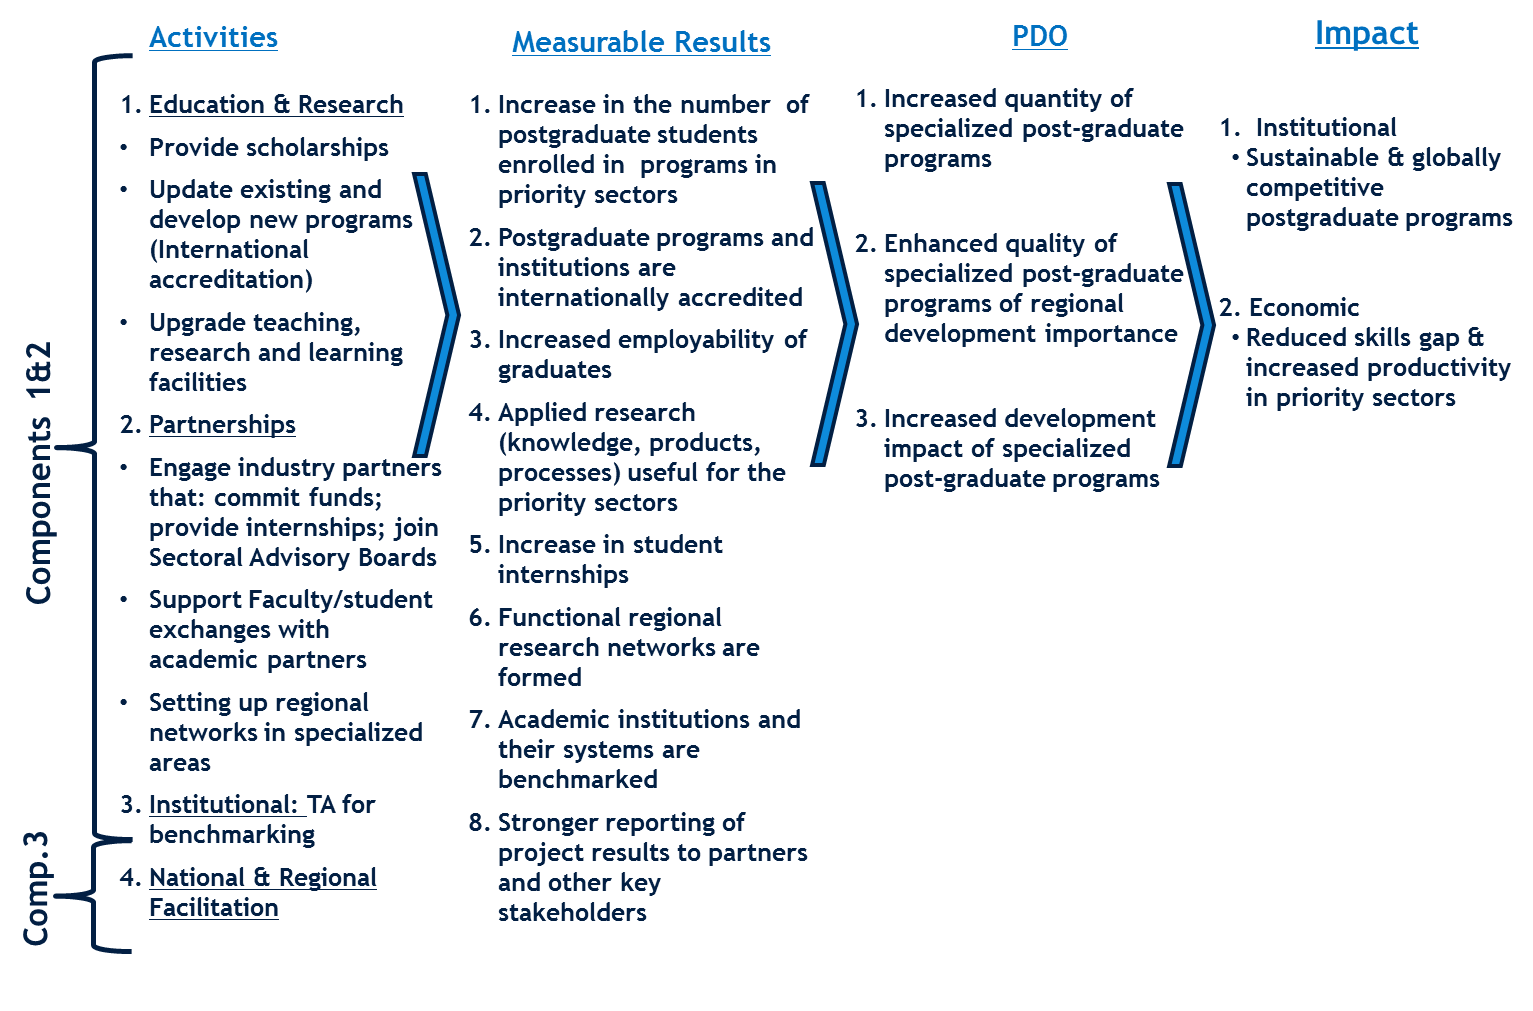 Activities
1. Education & Research
• Provide scholarships
• Update existing and
develop new programs
(International
accreditation)
• Upgrade teaching,
research and learning
facilities
2. Partnerships
• Engage industry partners
that: commit funds;
provide internships; join
Sectoral Advisory Boards
• Support Faculty/student
exchanges with
academic partners
• Setting up regional
networks in specialized
areas
3. Institutional: TA for
benchmarking
4. National & Regional
Facilitation
Components 1&2
Comp.3
Measurable Results
1. Increase in the number of
postgraduate students
enrolled in programs in
priority sectors
2. Postgraduate programs and
institutions are
internationally accredited
3. Increased employability of
graduates
4. Applied research
(knowledge, products,
processes) useful for the
priority sectors
5. Increase in student
internships
6. Functional regional
research networks are
formed
7. Academic institutions and
their systems are
benchmarked
8. Stronger reporting of
project results to partners
and other key
stakeholders
PDO
1. Increased quantity of
specialized post-graduate
programs
2. Enhanced quality of
specialized post-graduate
programs of regional
development importance
3. Increased development
impact of specialized
post-graduate programs
Impact
1. Institutional
• Sustainable & globally
competitive
postgraduate programs
2. Economic
• Reduced skills gap &
increased productivity
in priority sectors